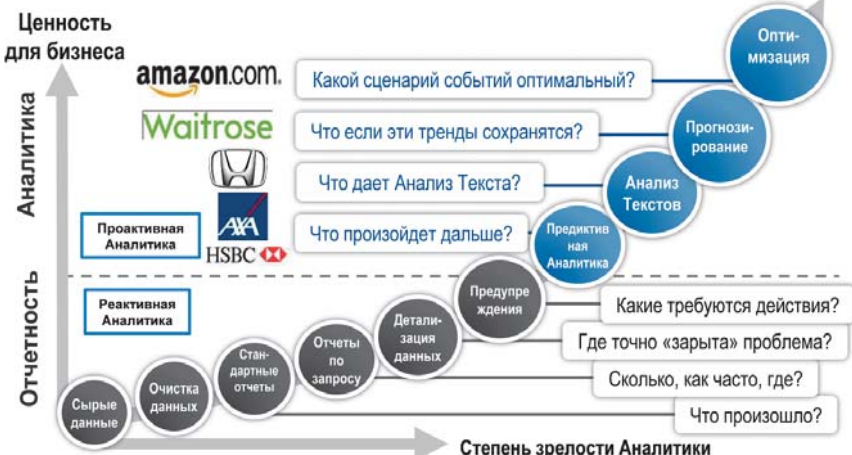 Ценность
для бизнеса
Аналитика
Отчетность
amazon.com.
Waitrose
AXA
HSBC
Какой сценарий событий оптимальный?
Что если эти тренды сохранятся?
Что дает Анализ Текста?
Что произойдет дальше?
Опти-
мизация
Прогнози-
рование
Анализ
Текстов
Предиктив
ная
Аналитика
Проактивная
Аналитика
Реактивная
Аналитика
Предупре
ждения
Детали-
зация
данных
Отчеты
по
запросу
Стан-
дартные
отчеты
Очистка
данных
Сырые
данные
Какие требуются действия?
Где точно «зарыта» проблема?
Сколько, как часто, где?
Что произошло?
Степень зрелости Аналитики